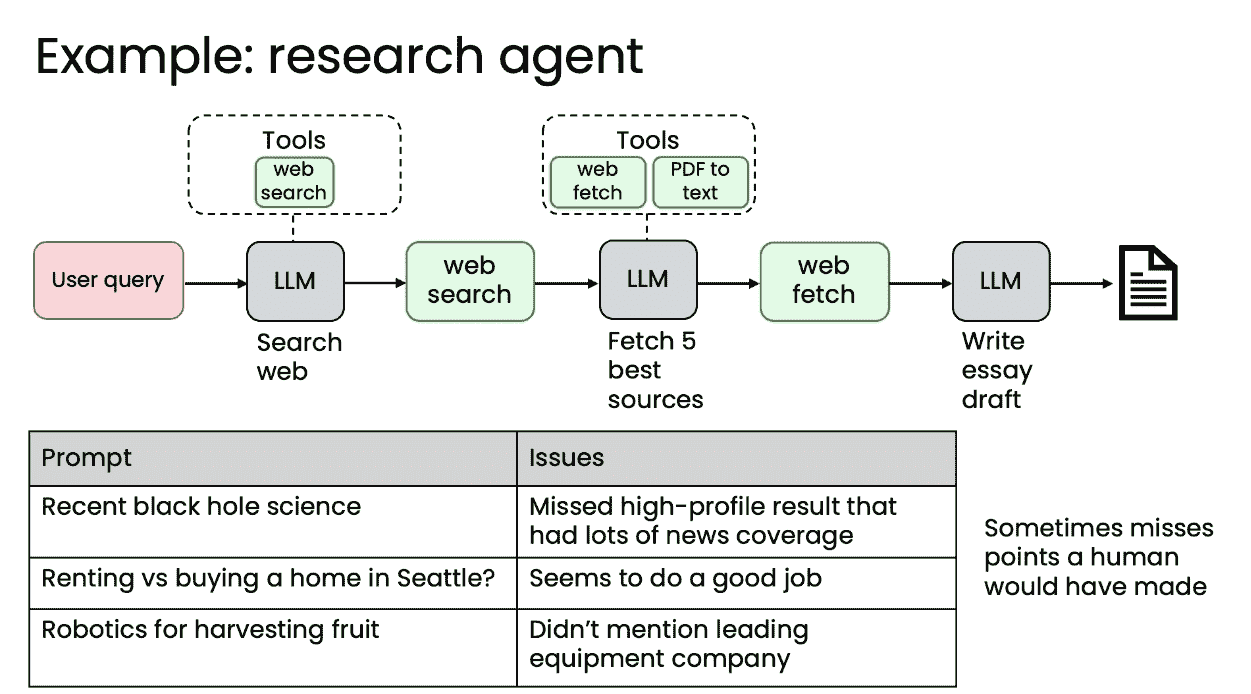 Example: research agent
Tools
web
search
Tools
web
fetch
PDF to
text
User query
LLM
web
search
LLM
web
fetch
LLM
Search
web
Fetch 5
best
sources
Write
essay
draft
Prompt
Issues
Recent black hole science
Missed high-profile result that
had lots of news coverage
Renting vs buying a home in Seattle?
Seems to do a good job
Robotics for harvesting fruit
Didn’t mention leading
equipment company
Sometimes misses
points a human
would have made